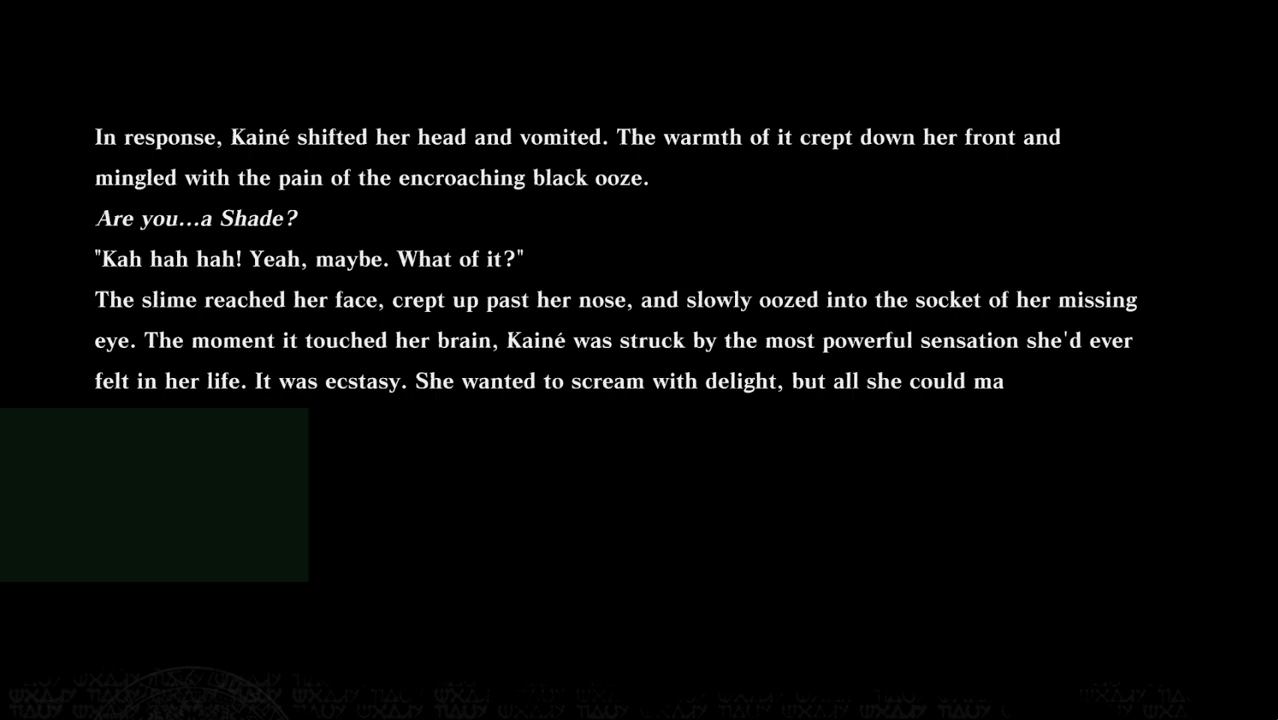 In response, Kainé shifted her head and vomited. The warmth of it crept down her front and
mingled with the pain of the encroaching black ooze.
Are you...a Shade?
"Kah hah hah! Yeah, maybe. What of it?"
The slime reached her face, crept up past her nose, and slowly oozed into the socket of her missing
eye. The moment it touched her brain, Kainé was struck by the most powerful sensation she'd ever
felt in her life. It was ecstasy. She wanted to scream with delight, but all she could ma